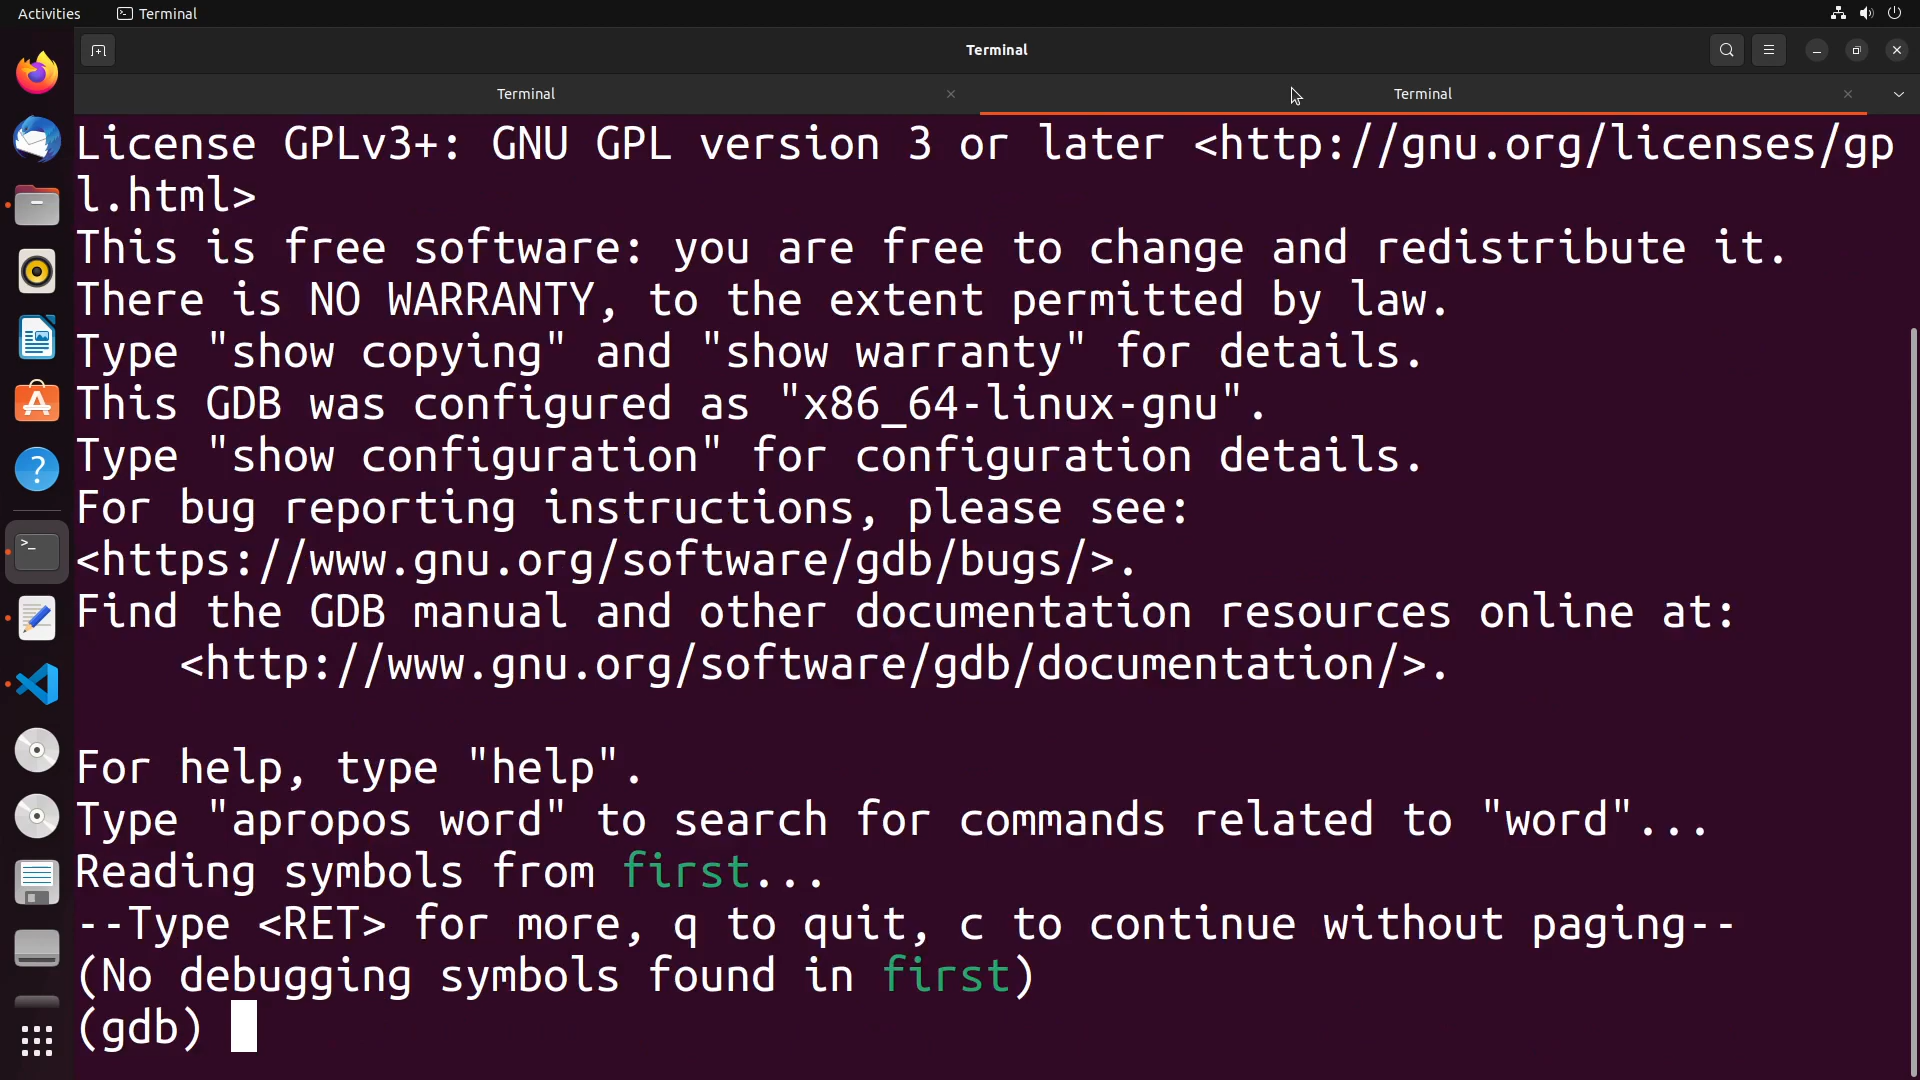 Activities Terminal
Terminal
Terminal Terminal
License GPLv3+: GNU GPL version 3 or later <http://gnu.org/licenses/gp
l.html>
This is free software: you are free to change and redistribute it.
There is NO WARRANTY, to the extent permitted by law.
Type "show copying" and "show warranty" for details.
This GDB was configured as "x86_64-linux-gnu".
Type "show configuration" for configuration details.
For bug reporting instructions, please see:
<https://www.gnu.org/software/gdb/bugs/>.
Find the GDB manual and other documentation resources online at:
    <http://www.gnu.org/software/gdb/documentation/>.
For help, type "help".
Type "apropos word" to search for commands related to "word"...
Reading symbols from first...
--Type <RET> for more, q to quit, c to continue without paging--
(No debugging symbols found in first)
(gdb)